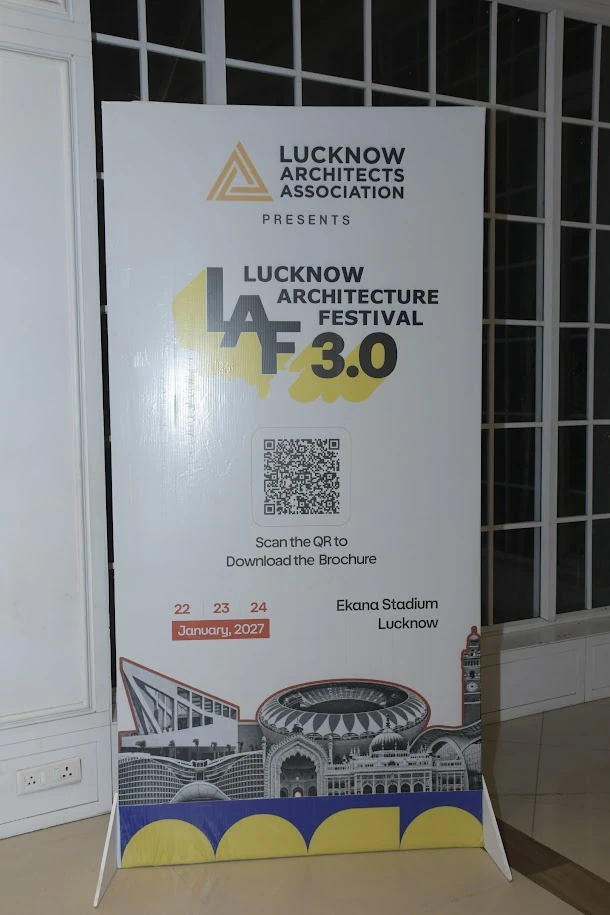 LUCKNOW
ARCHITECTS
ASSOCIATION
PRESENTS
LUCKNOW
ARCHITECTURE
FESTIVAL
LAF 3.0
Scan the QR to
Download the Brochure
22 23 24
January, 2027
Ekana Stadium
Lucknow